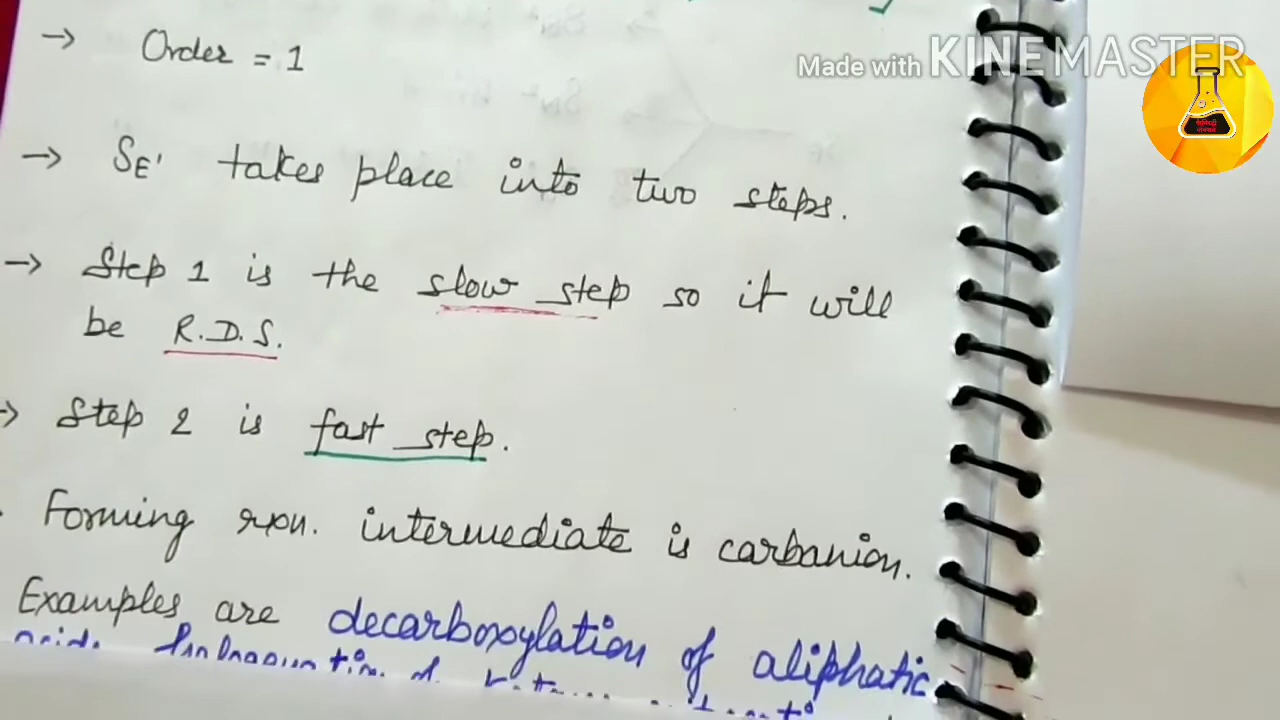 → Order = 1
Made with KINEMASTER
→ SE' takes place into two steps.
→ Step 1 is the slow step so it will
be R.D.S.
→ Step 2 is fast step.
Forming rxn. intermediate is carbanion.
Examples are decarboxylation of aliphatic